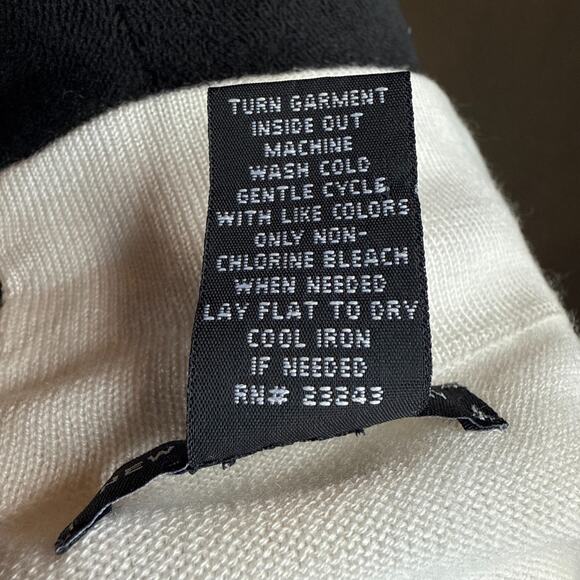 TURN GARMENT
INSIDE OUT
MACHINE
WASH COLD
GENTLE CYCLE
WITH LIKE COLORS
ONLY NON-
CHLORINE BLEACH
WHEN NEEDED
LAY FLAT TO DRY
COOL IRON
IF NEEDED
RN# 23243